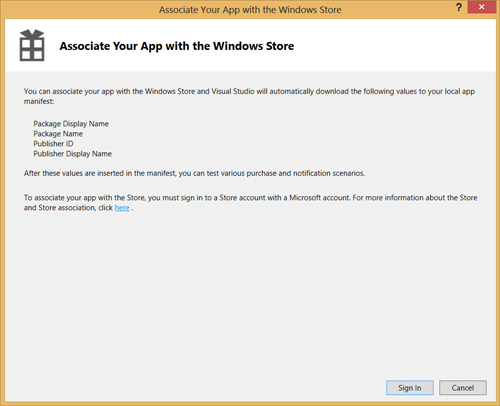 Associate Your App with the Windows Store
?
Associate Your App with the Windows Store
You can associate your app with the Windows Store and Visual Studio will automatically download the following values to your local app
manifest:
Package Display Name
Package Name
Publisher ID
Publisher Display Name
After these values are inserted in the manifest, you can test various purchase and notification scenarios.
To associate your app with the Store, you must sign in to a Store account with a Microsoft account. For more information about the Store
and Store association, click here .
Sign In
Cancel